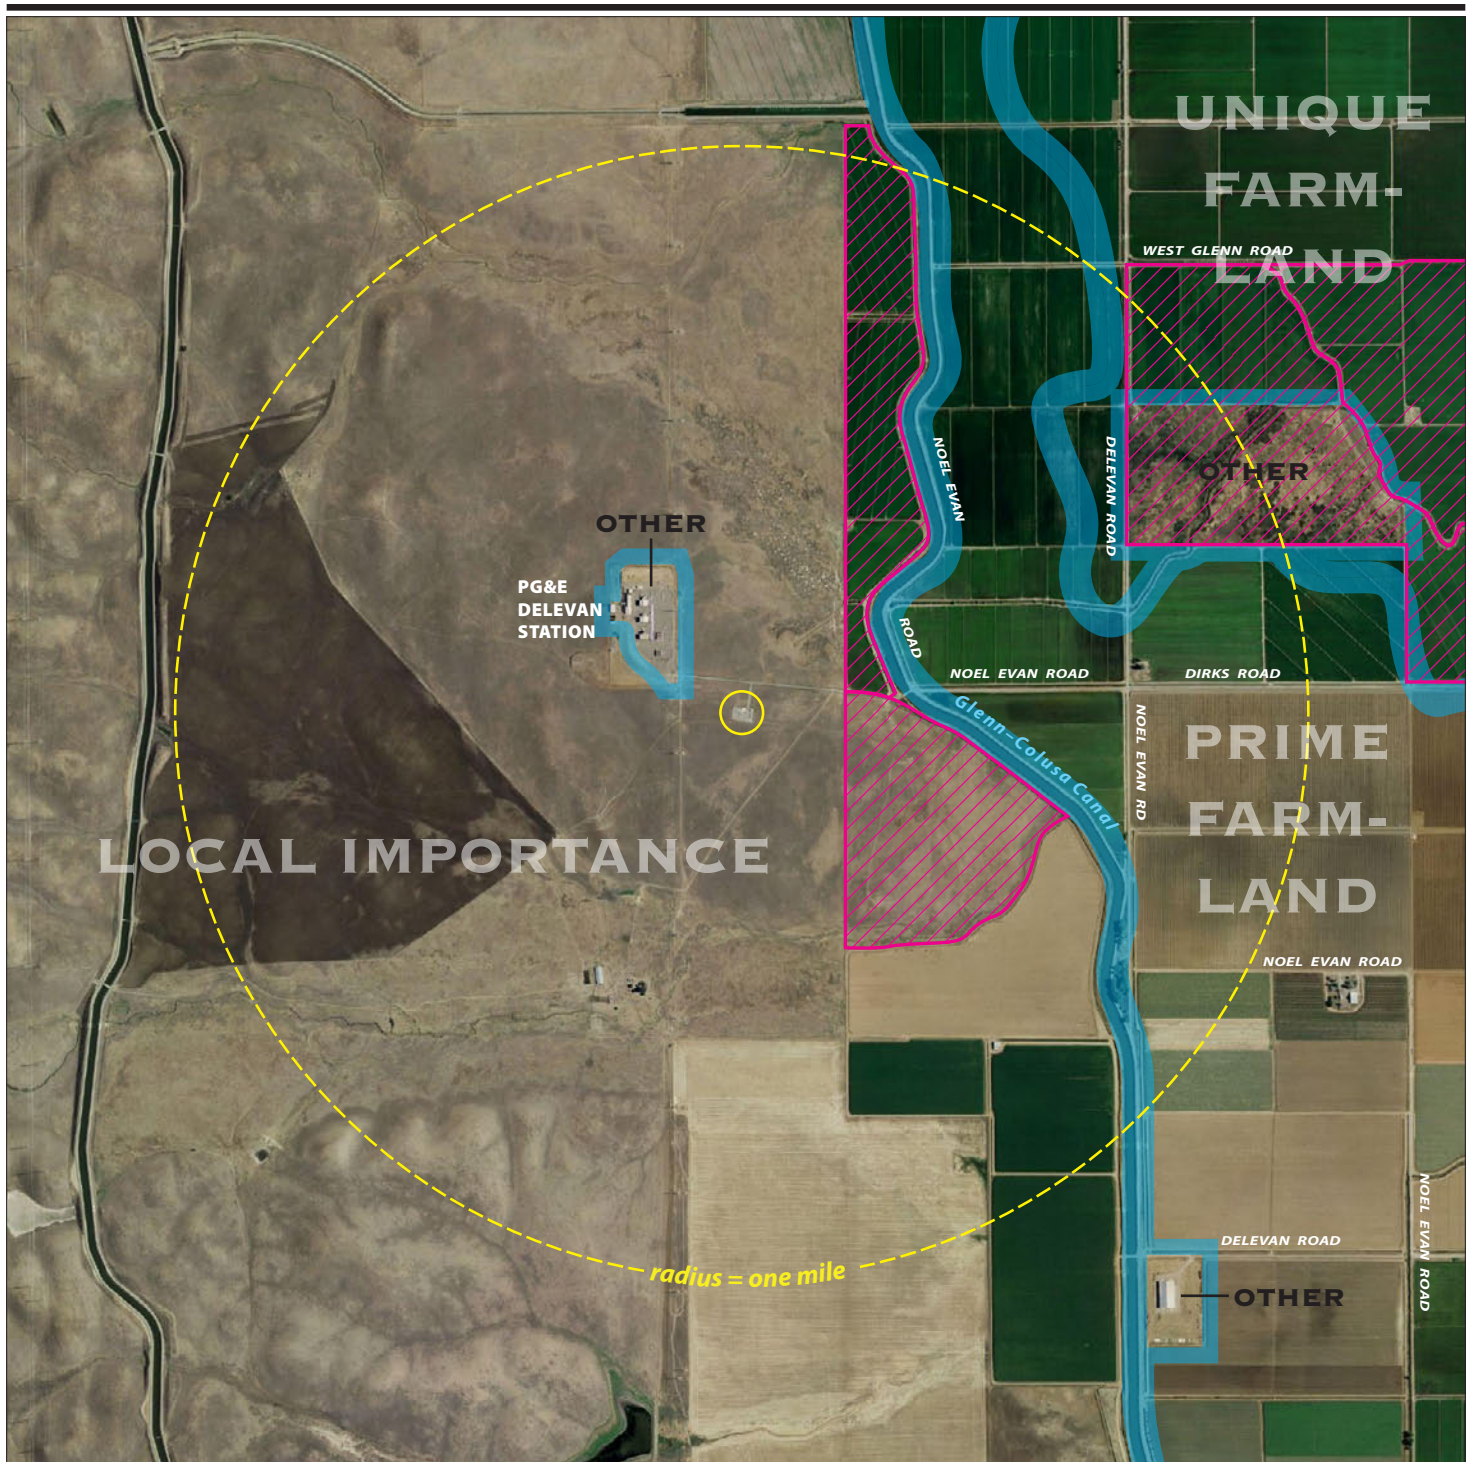 UNIQUE
FARM-
LAND
WEST GLENN ROAD
NOEL EVAN
ROAD
DELEVAN ROAD
OTHER
OTHER
PG&E
DELEVAN
STATION
NOEL EVAN ROAD
DIRKS ROAD
Glenn–Colusa Canal
NOEL EVAN RD
PRIME
FARM-
LAND
LOCAL IMPORTANCE
NOEL EVAN ROAD
NOEL EVAN ROAD
DELEVAN ROAD
radius = one mile
OTHER